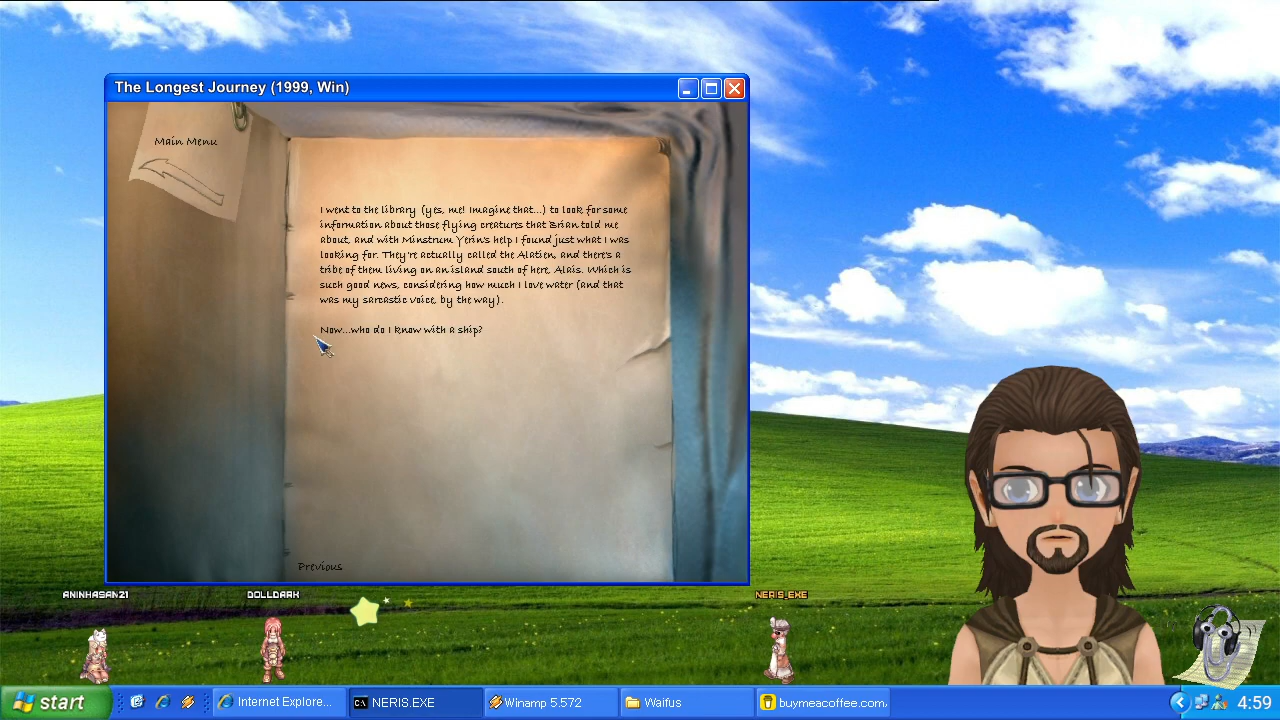 The Longest Journey (1999, Win)
Main Menu
I went to the library (yes, me! Imagine that...) to look for some
information about those flying creatures that Brian told me
about, and with Minstrum Yerin's help I found just what I was
looking for. They're actually called the Alatien, and there's a
tribe of them living on an island south of here, Alais. Which is
such good news, considering how much I love water (and that
was my sarcastic voice, by the way).
Now...who do I know with a ship?
Previous
ANINHASAN21
DOLLDARK
NERIS_EXE
start
Internet Explore...
NERIS.EXE
Winamp 5.572
Waifus
buymeacoffee.com
4:59